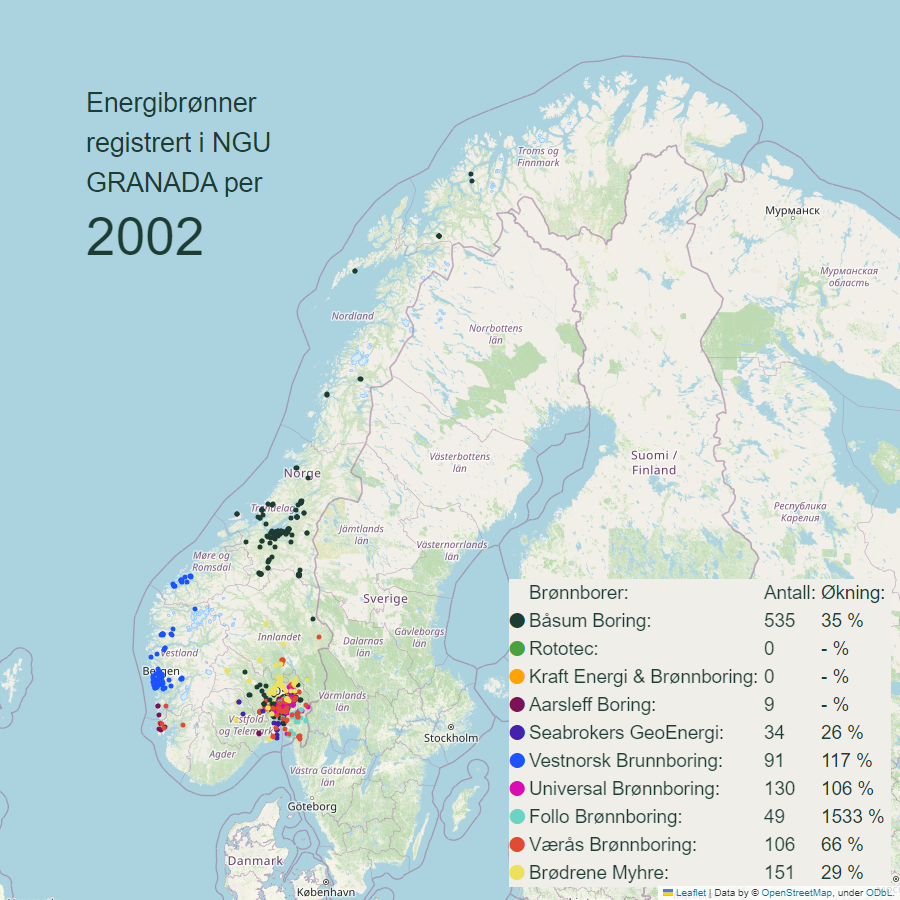 Energibrønner
registrert i NGU
GRANADA per
2002
Troms og
Finnmark
Мурманск
Мурманская
область
Nordland
Norrbottens
län
Norge
Västerbottens
län
Suomi /
Finland
Trøndelag
Jämtlands
län
Республика
Карелия
Västernorrlands
län
Møre og
Romsdal
Sverige
Innlandet
Gävleborgs
län
Dalarnas
län
Vestland
Bergen
Värmlands
län
Vestfold
og Telemark
Stockholm
Agder
Västra Götalands
län
Göteborg
Danmark
København
Brønnborer: Antall: Økning:
Båsum Boring: 535 35 %
Rototec: 0 - %
Kraft Energi & Brønnboring: 0 - %
Aarsleff Boring: 9 - %
Seabrokers GeoEnergi: 34 26 %
Vestnorsk Brunnboring: 91 117 %
Universal Brønnboring: 130 106 %
Follo Brønnboring: 49 1533 %
Værås Brønnboring: 106 66 %
Brødrene Myhre: 151 29 %
Leaflet | Data by © OpenStreetMap, under ODbL.